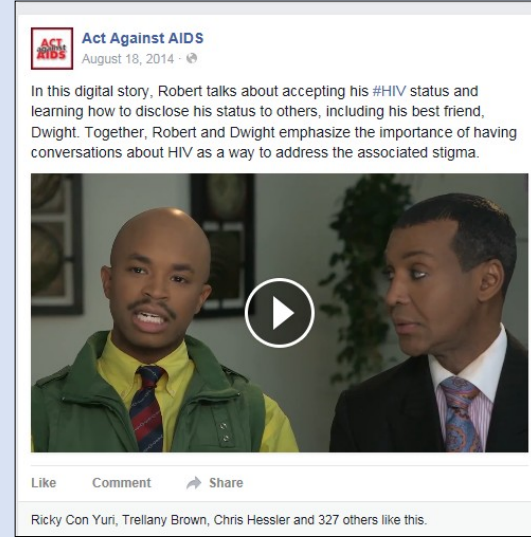 ACT
against
AIDS
Act Against AIDS
August 18, 2014 ·
In this digital story, Robert talks about accepting his #HIV status and
learning how to disclose his status to others, including his best friend,
Dwight. Together, Robert and Dwight emphasize the importance of having
conversations about HIV as a way to address the associated stigma.
Like Comment Share
Ricky Con Yuri, Trellany Brown, Chris Hessler and 327 others like this.